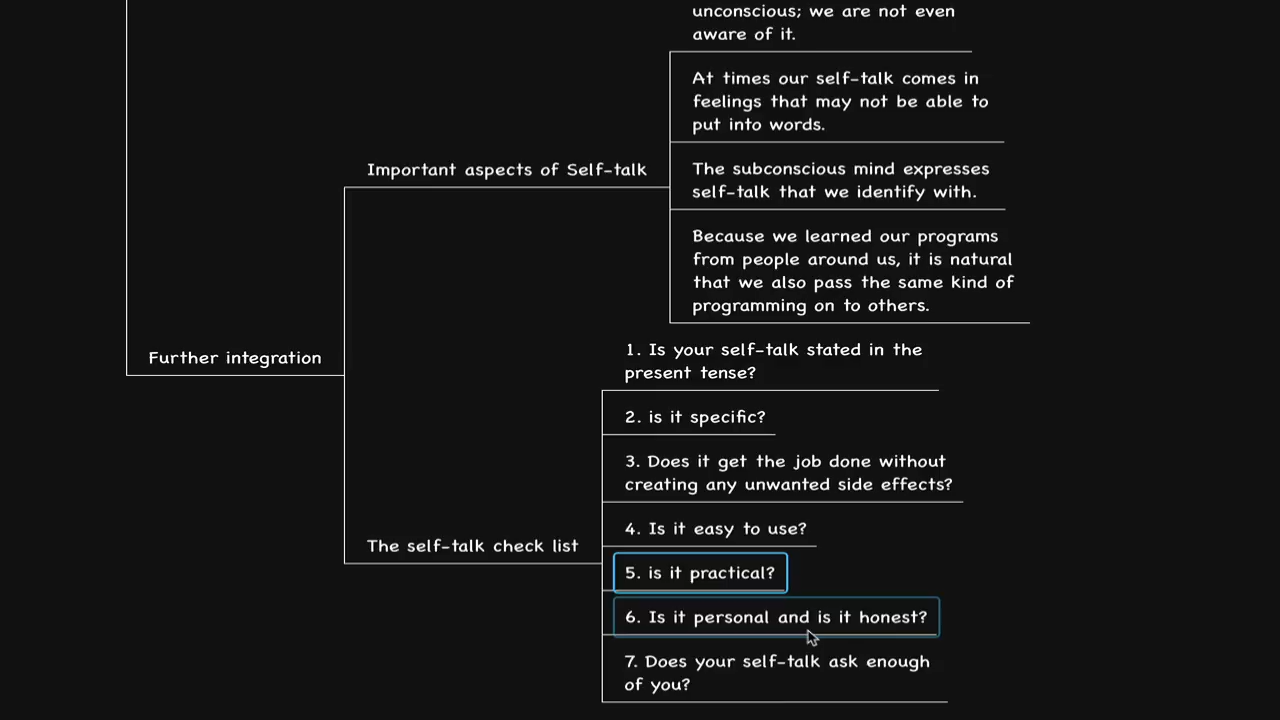 unconscious; we are not even
aware of it.
At times our self-talk comes in
feelings that may not be able to
put into words.
Important aspects of Self-talk
The subconscious mind expresses
self-talk that we identify with.
Because we learned our programs
from people around us, it is natural
that we also pass the same kind of
programming on to others.
Further integration
1. Is your self-talk stated in the
present tense?
2. is it specific?
3. Does it get the job done without
creating any unwanted side effects?
4. Is it easy to use?
The self-talk check list
5. is it practical?
6. Is it personal and is it honest?
7. Does your self-talk ask enough
of you?